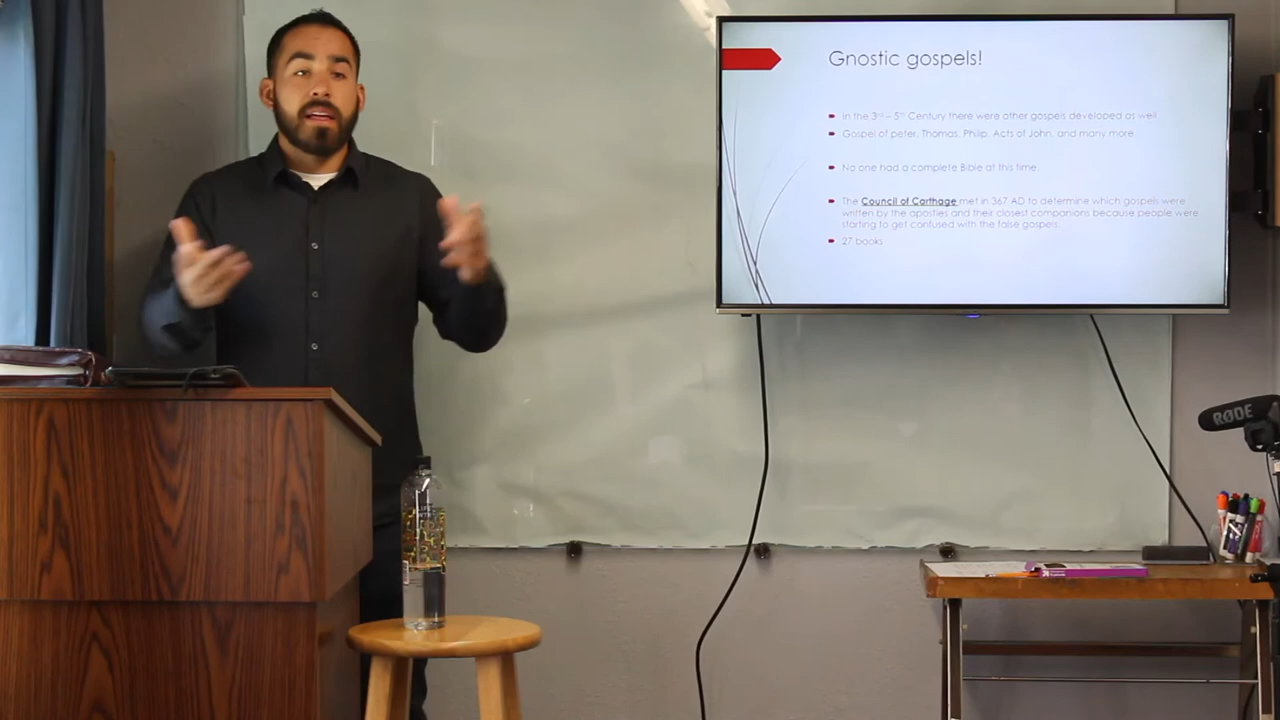 Gnostic gospels!
In the 3rd – 5th Century there were other gospels developed as well.
Gospel of peter, Thomas, Philip, Acts of John, and many more.
No one had a complete Bible at this time.
The Council of Carthage met in 367 AD to determine which gospels were
written by the apostles and their closest companions because people were
starting to get confused with the false gospels.
27 books
RØDE